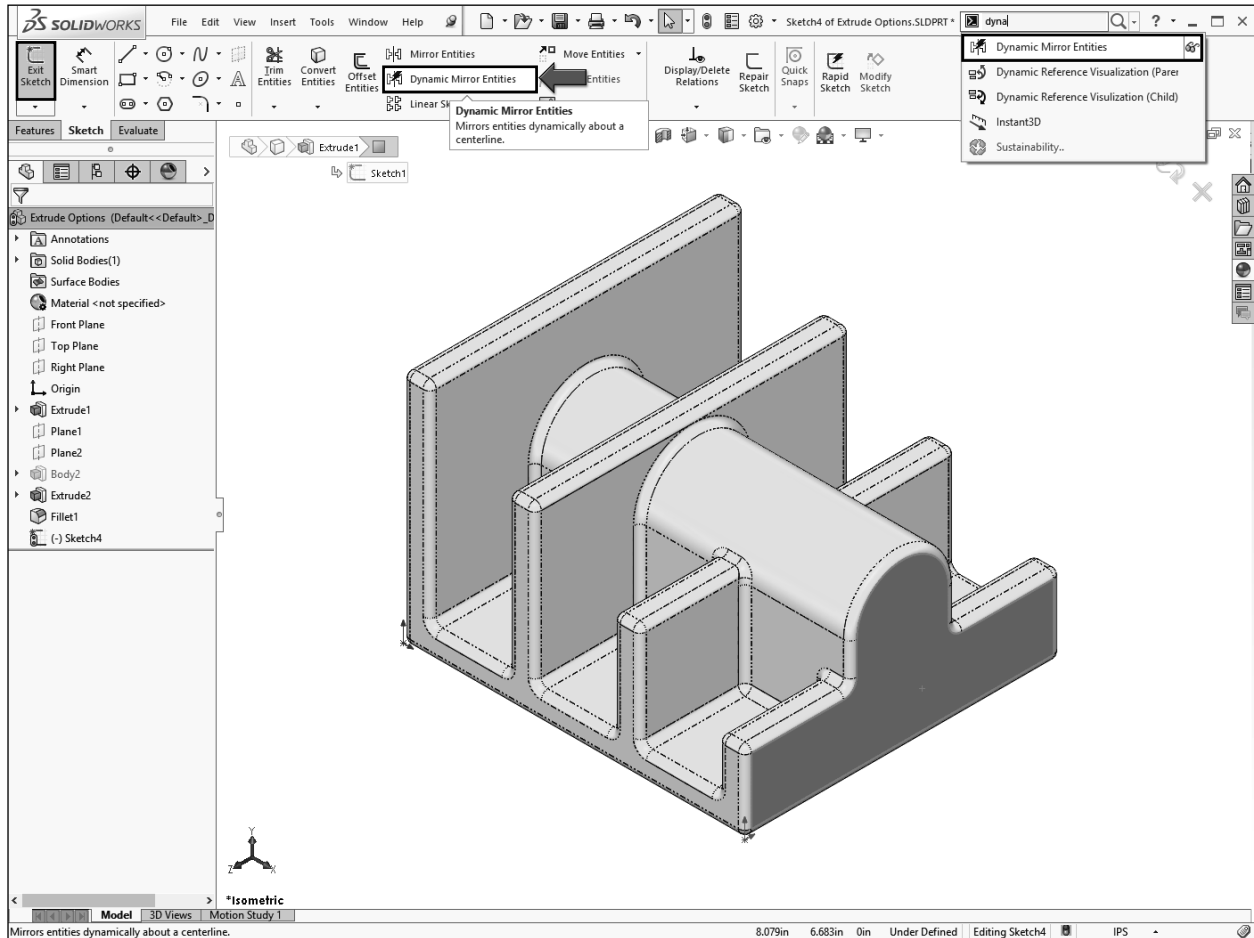 SOLIDWORKS File Edit View Insert Tools Window Help Sketch4 of Extrude Options.SLDPRT * dyna ?
Exit Sketch
Smart Dimension
Trim Entities
Convert Entities
Offset Entities
Mirror Entities
Dynamic Mirror Entities
Linear Sk
Move Entities
Entities
Display/Delete Relations
Repair Sketch
Quick Snaps
Rapid Sketch
Modify Sketch
Dynamic Mirror Entities
Dynamic Reference Visualization (Parer
Dynamic Reference Visulization (Child)
Instant3D
Sustainability..
Dynamic Mirror Entities
Mirrors entities dynamically about a
centerline.
Features Sketch Evaluate
Extrude1
Sketch1
Extrude Options (Default<<Default>_D
Annotations
Solid Bodies(1)
Surface Bodies
Material <not specified>
Front Plane
Top Plane
Right Plane
Origin
Extrude1
Plane1
Plane2
Body2
Extrude2
Fillet1
(-) Sketch4
Y
Z X
*Isometric
Model 3D Views Motion Study 1
Mirrors entities dynamically about a centerline. 8.079in 6.683in 0in Under Defined Editing Sketch4 IPS